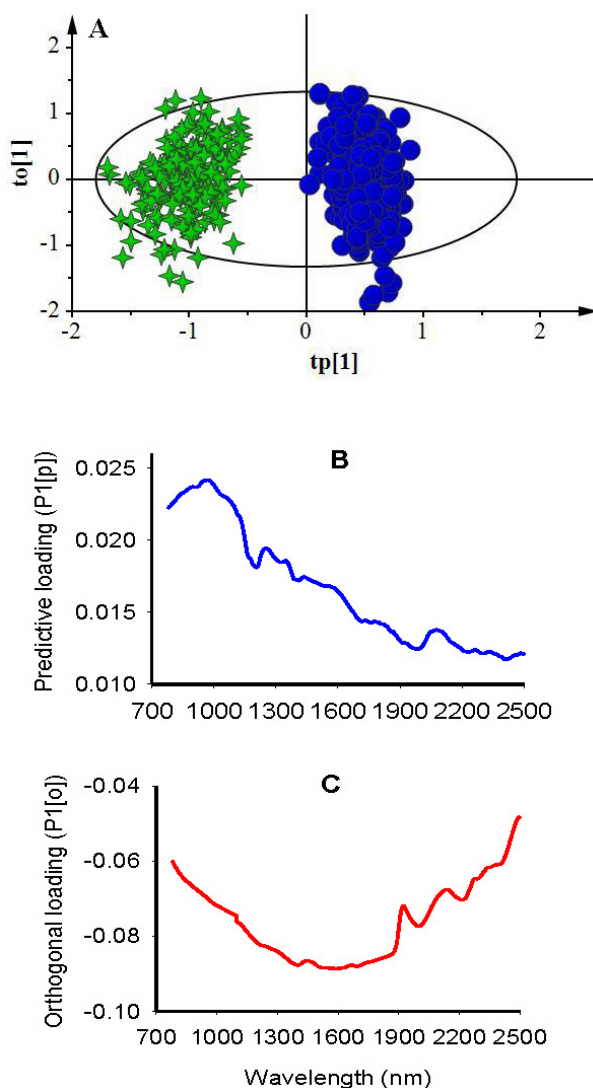 A
to[1]
2
1
0
-1
-2
-2 -1 0 1 2
tp[1]
B
Predictive loading (P1[p])
0.025
0.020
0.015
0.010
700 1000 1300 1600 1900 2200 2500
C
Orthogonal loading (P1[o])
-0.04
-0.06
-0.08
-0.10
700 1000 1300 1600 1900 2200 2500
Wavelength (nm)